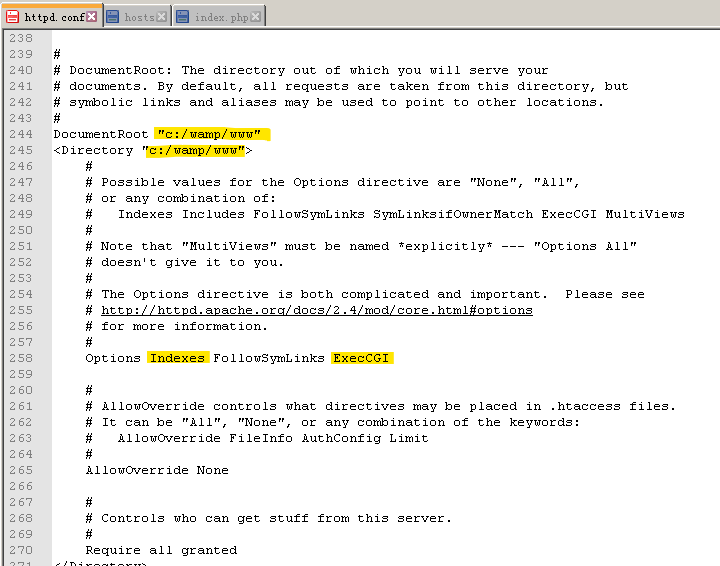 httpd.conf hosts index.php
238
239 #
240 # DocumentRoot: The directory out of which you will serve your
241 # documents. By default, all requests are taken from this directory, but
242 # symbolic links and aliases may be used to point to other locations.
243 #
244 DocumentRoot "c:/wamp/www"
245 <Directory "c:/wamp/www">
246 #
247 # Possible values for the Options directive are "None", "All",
248 # or any combination of:
249 #   Indexes Includes FollowSymLinks SymLinksifOwnerMatch ExecCGI MultiViews
250 #
251 # Note that "MultiViews" must be named *explicitly* --- "Options All"
252 # doesn't give it to you.
253 #
254 # The Options directive is both complicated and important.  Please see
255 # http://httpd.apache.org/docs/2.4/mod/core.html#options
256 # for more information.
257 #
258 Options Indexes FollowSymLinks ExecCGI
259
260 #
261 # AllowOverride controls what directives may be placed in .htaccess files.
262 # It can be "All", "None", or any combination of the keywords:
263 #   AllowOverride FileInfo AuthConfig Limit
264 #
265 AllowOverride None
266
267 #
268 # Controls who can get stuff from this server.
269 #
270 Require all granted
271 </Directory>